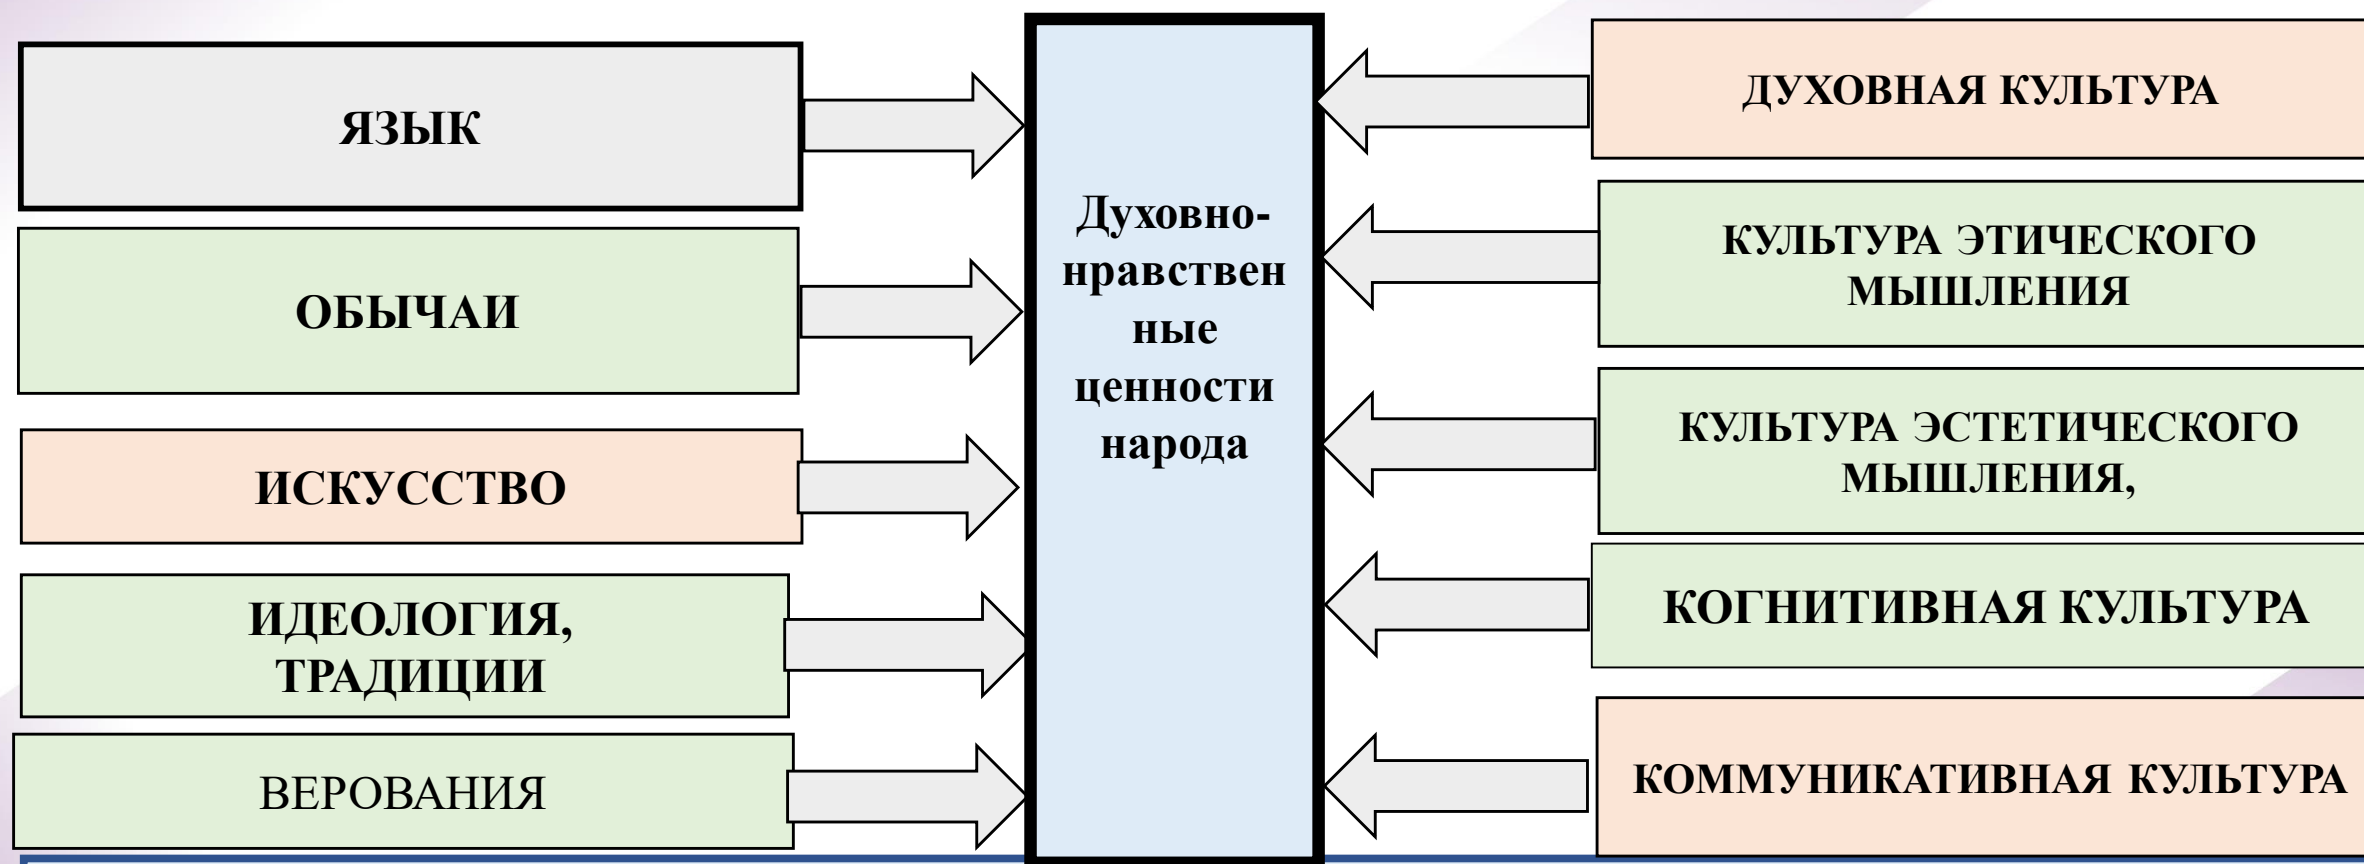 ЯЗЫК
ОБЫЧАИ
ИСКУССТВО
ИДЕОЛОГИЯ,
ТРАДИЦИИ
ВЕРОВАНИЯ
Духовно-
нравствен
ные
ценности
народа
ДУХОВНАЯ КУЛЬТУРА
КУЛЬТУРА ЭТИЧЕСКОГО
МЫШЛЕНИЯ
КУЛЬТУРА ЭСТЕТИЧЕСКОГО
МЫШЛЕНИЯ,
КОГНИТИВНАЯ КУЛЬТУРА
КОММУНИКАТИВНАЯ КУЛЬТУРА